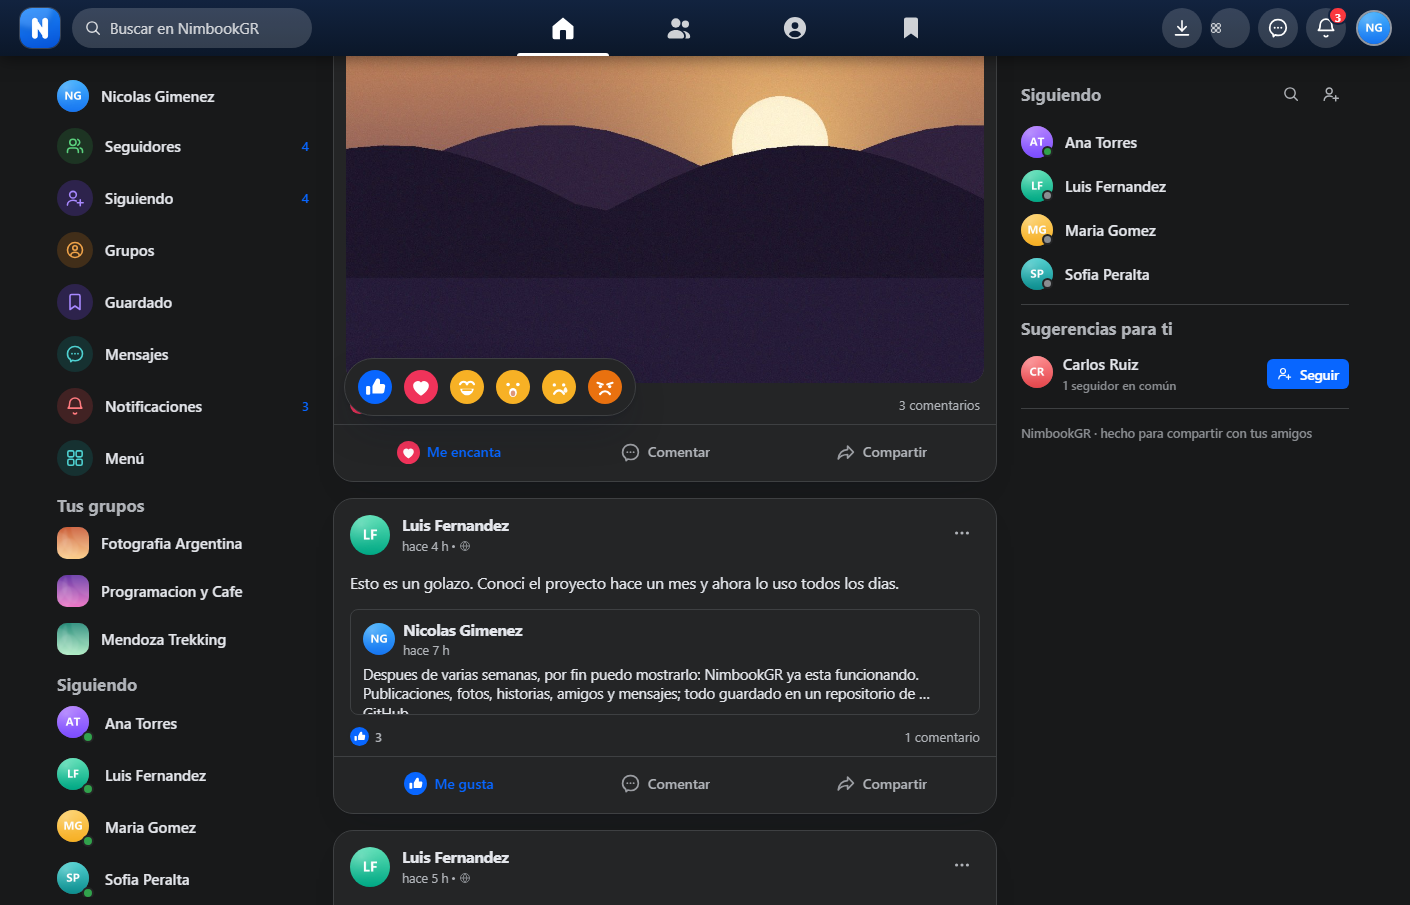 N
Buscar en NimbookGR
3
NG
NG
Nicolas Gimenez
Seguidores
4
Siguiendo
4
Grupos
Guardado
Mensajes
Notificaciones
3
Menú
Tus grupos
Fotografia Argentina
Programacion y Cafe
Mendoza Trekking
Siguiendo
AT
Ana Torres
LF
Luis Fernandez
MG
Maria Gomez
SP
Sofia Peralta
3 comentarios
Me encanta
Comentar
Compartir
LF
Luis Fernandez
hace 4 h •
Esto es un golazo. Conoci el proyecto hace un mes y ahora lo uso todos los dias.
NG
Nicolas Gimenez
hace 7 h
Despues de varias semanas, por fin puedo mostrarlo: NimbookGR ya esta funcionando.
Publicaciones, fotos, historias, amigos y mensajes; todo guardado en un repositorio de ...
GitHub
3
1 comentario
Me gusta
Comentar
Compartir
LF
Luis Fernandez
hace 5 h •
Siguiendo
AT
Ana Torres
LF
Luis Fernandez
MG
Maria Gomez
SP
Sofia Peralta
Sugerencias para ti
CR
Carlos Ruiz
1 seguidor en común
Seguir
NimbookGR · hecho para compartir con tus amigos